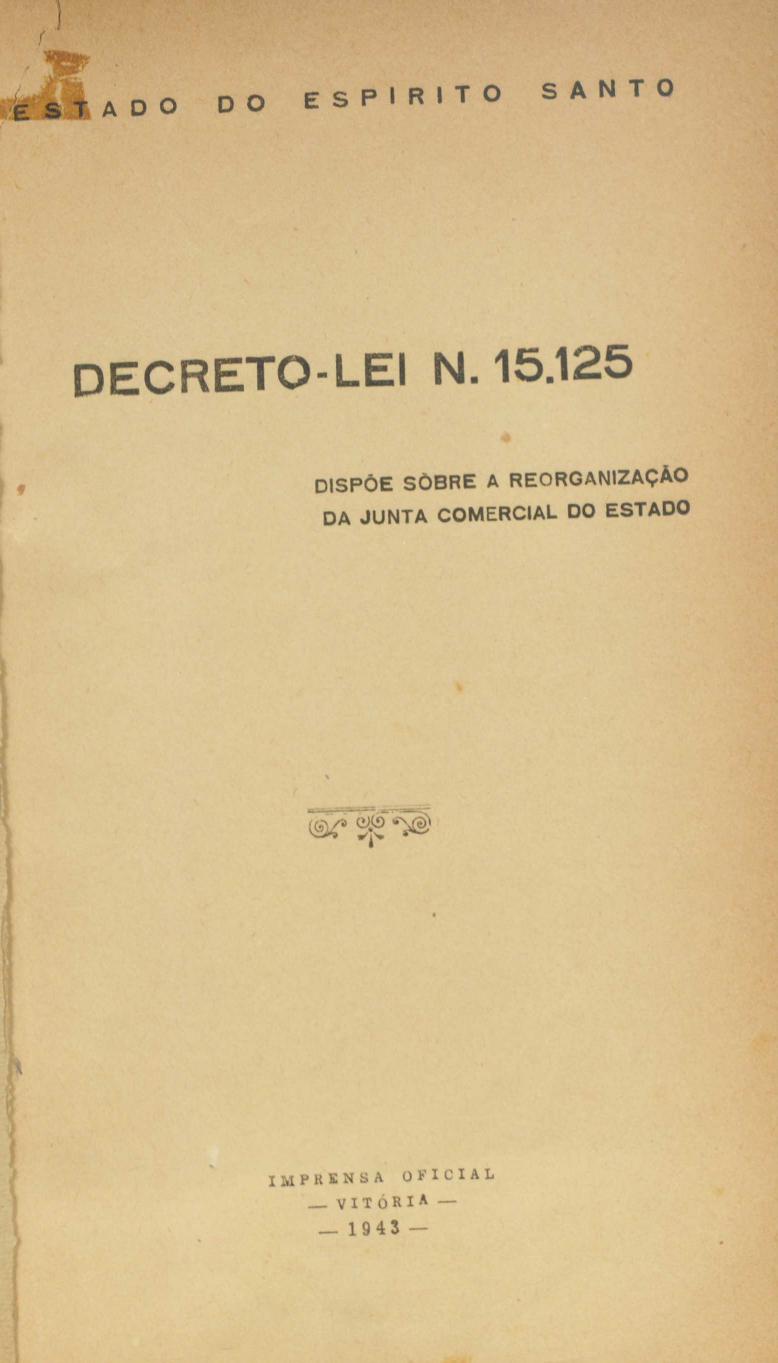 ESTADO DO ESPIRITO SANTO
DECRETO-LEI N. 15.125
DISPÕE SÔBRE A REORGANIZAÇÃO
DA JUNTA COMERCIAL DO ESTADO
IMPRENSA OFICIAL
— VITÓRIA —
— 1943 —